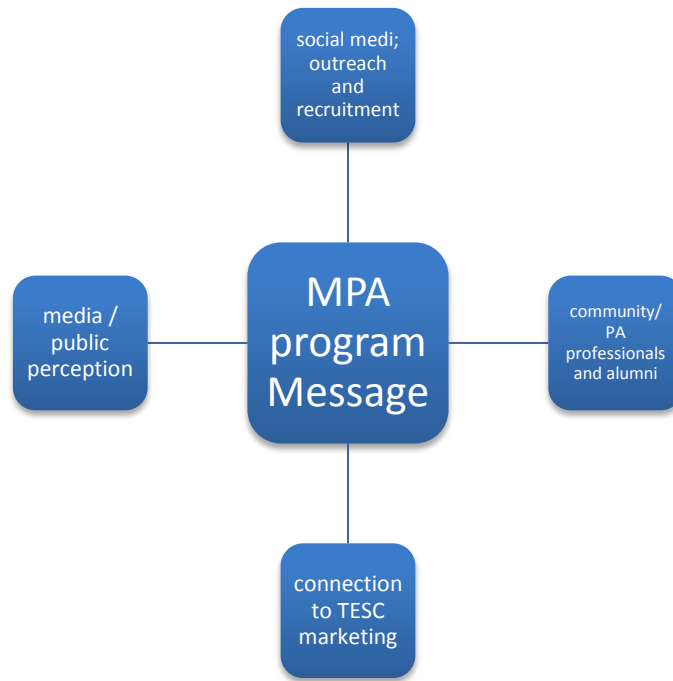 social medi;
outreach
and
recruitment
media /
public
perception
MPA
program
Message
community/
PA
professionals
and alumni
connection
to TESC
marketing